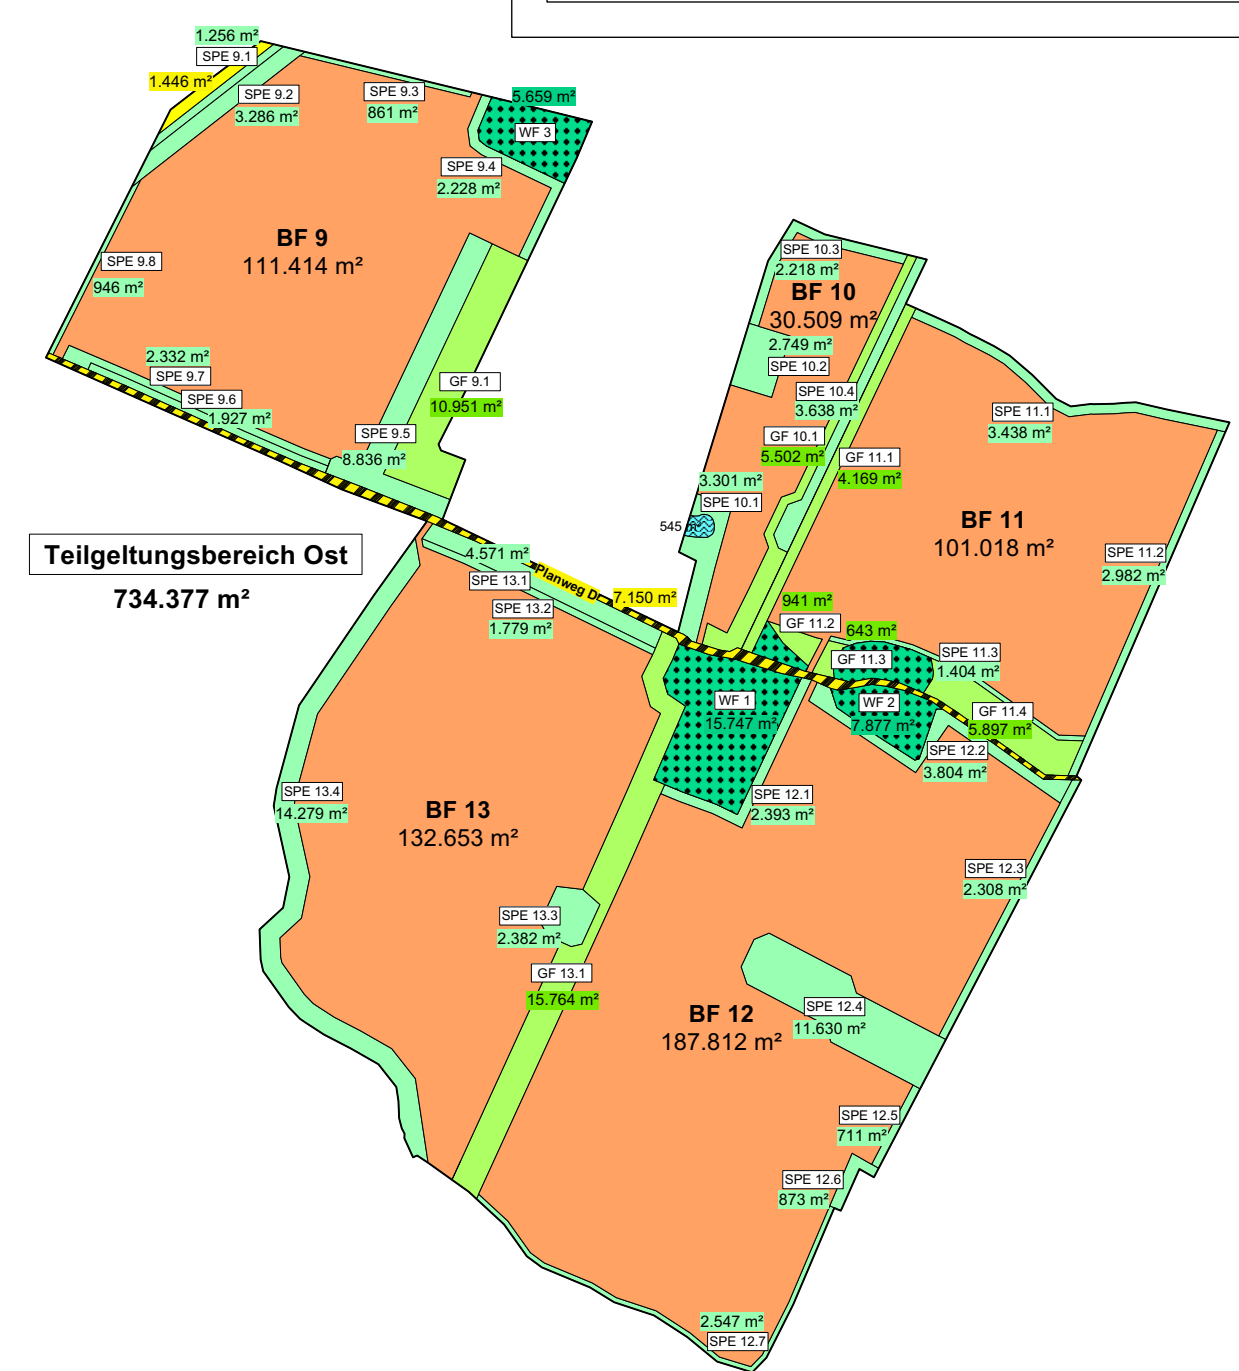 1.256 m²
SPE 9.1
1.446 m²
SPE 9.2
3.286 m²
SPE 9.3
861 m²
5.659 m²
WF 3
SPE 9.4
2.228 m²
BF 9
111.414 m²
SPE 9.8
946 m²
2.332 m²
SPE 9.7
SPE 9.6
1.927 m²
GF 9.1
10.951 m²
SPE 9.5
8.836 m²
SPE 10.3
2.218 m²
BF 10
30.509 m²
2.749 m²
SPE 10.2
SPE 10.4
3.638 m²
GF 10.1
5.502 m²
GF 11.1
4.169 m²
3.301 m²
SPE 10.1
545 m²
SPE 11.1
3.438 m²
BF 11
101.018 m²
SPE 11.2
2.982 m²
Teilgeltungsbereich Ost
734.377 m²
4.571 m²
SPE 13.1
Planweg D
7.150 m²
SPE 13.2
1.779 m²
941 m²
GF 11.2
643 m²
GF 11.3
SPE 11.3
1.404 m²
WF 1
15.747 m²
WF 2
7.877 m²
GF 11.4
5.897 m²
SPE 12.2
3.804 m²
SPE 13.4
14.279 m²
BF 13
132.653 m²
SPE 12.1
2.393 m²
SPE 12.3
2.308 m²
SPE 13.3
2.382 m²
GF 13.1
15.764 m²
BF 12
187.812 m²
SPE 12.4
11.630 m²
SPE 12.5
711 m²
SPE 12.6
873 m²
2.547 m²
SPE 12.7